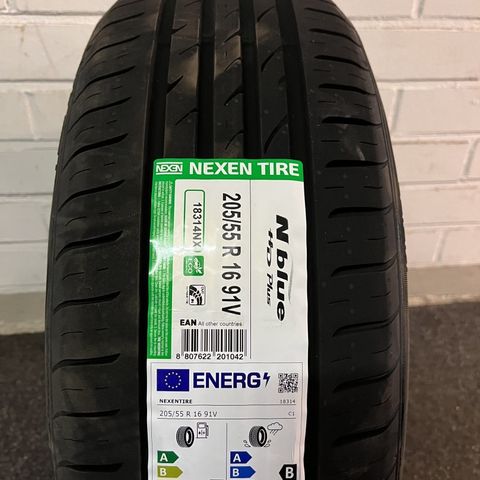 NEXEN NEXEN TIRE
N blue
HD Plus
205/55 R 16 91V
18314NX
ECO
EAN All other countries:
8 807622 201042
ENERG
NEXENTIRE 18314
205/55 R 16 91V C1
A A
B B B